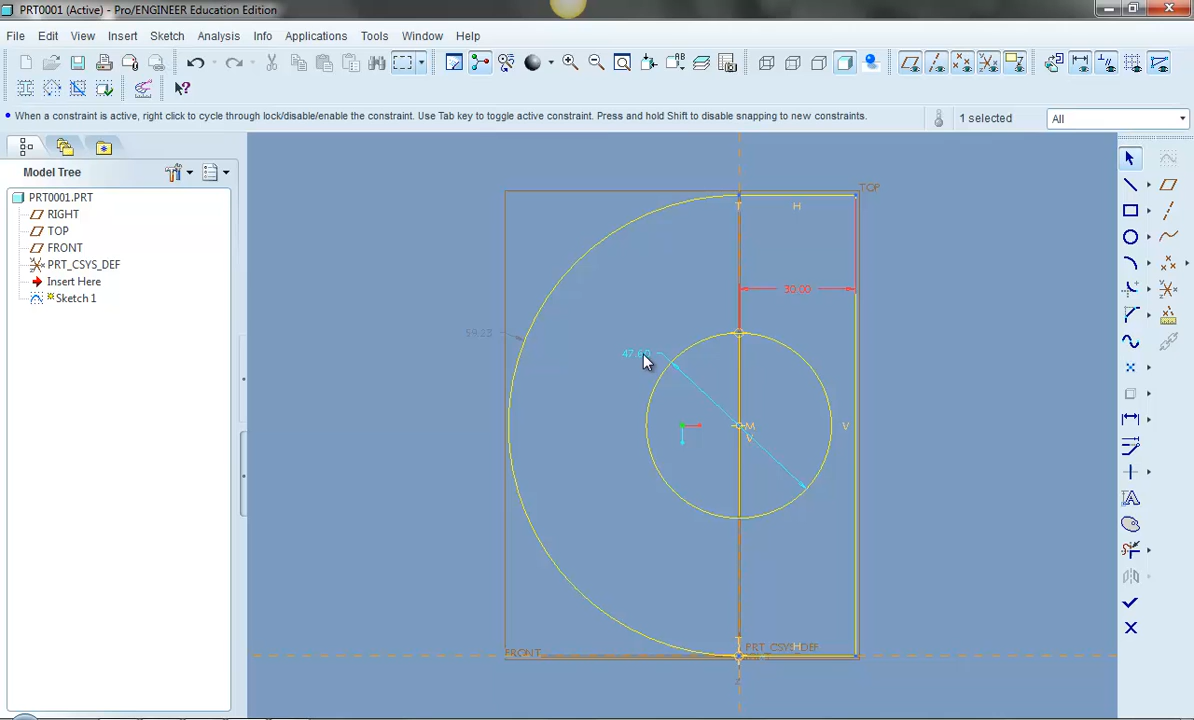 PRT0001 (Active) - Pro/ENGINEER Education Edition
File Edit View Insert Sketch Analysis Info Applications Tools Window Help
When a constraint is active, right click to cycle through lock/disable/enable the constraint. Use Tab key to toggle active constraint. Press and hold Shift to disable snapping to new constraints.
1 selected
All
Model Tree
PRT0001.PRT
RIGHT
TOP
FRONT
PRT_CSYS_DEF
Insert Here
Sketch 1
TOP
T
H
30.00
59.23
M
V
V
T
H
FRONT
PRT_CSYS_DEF